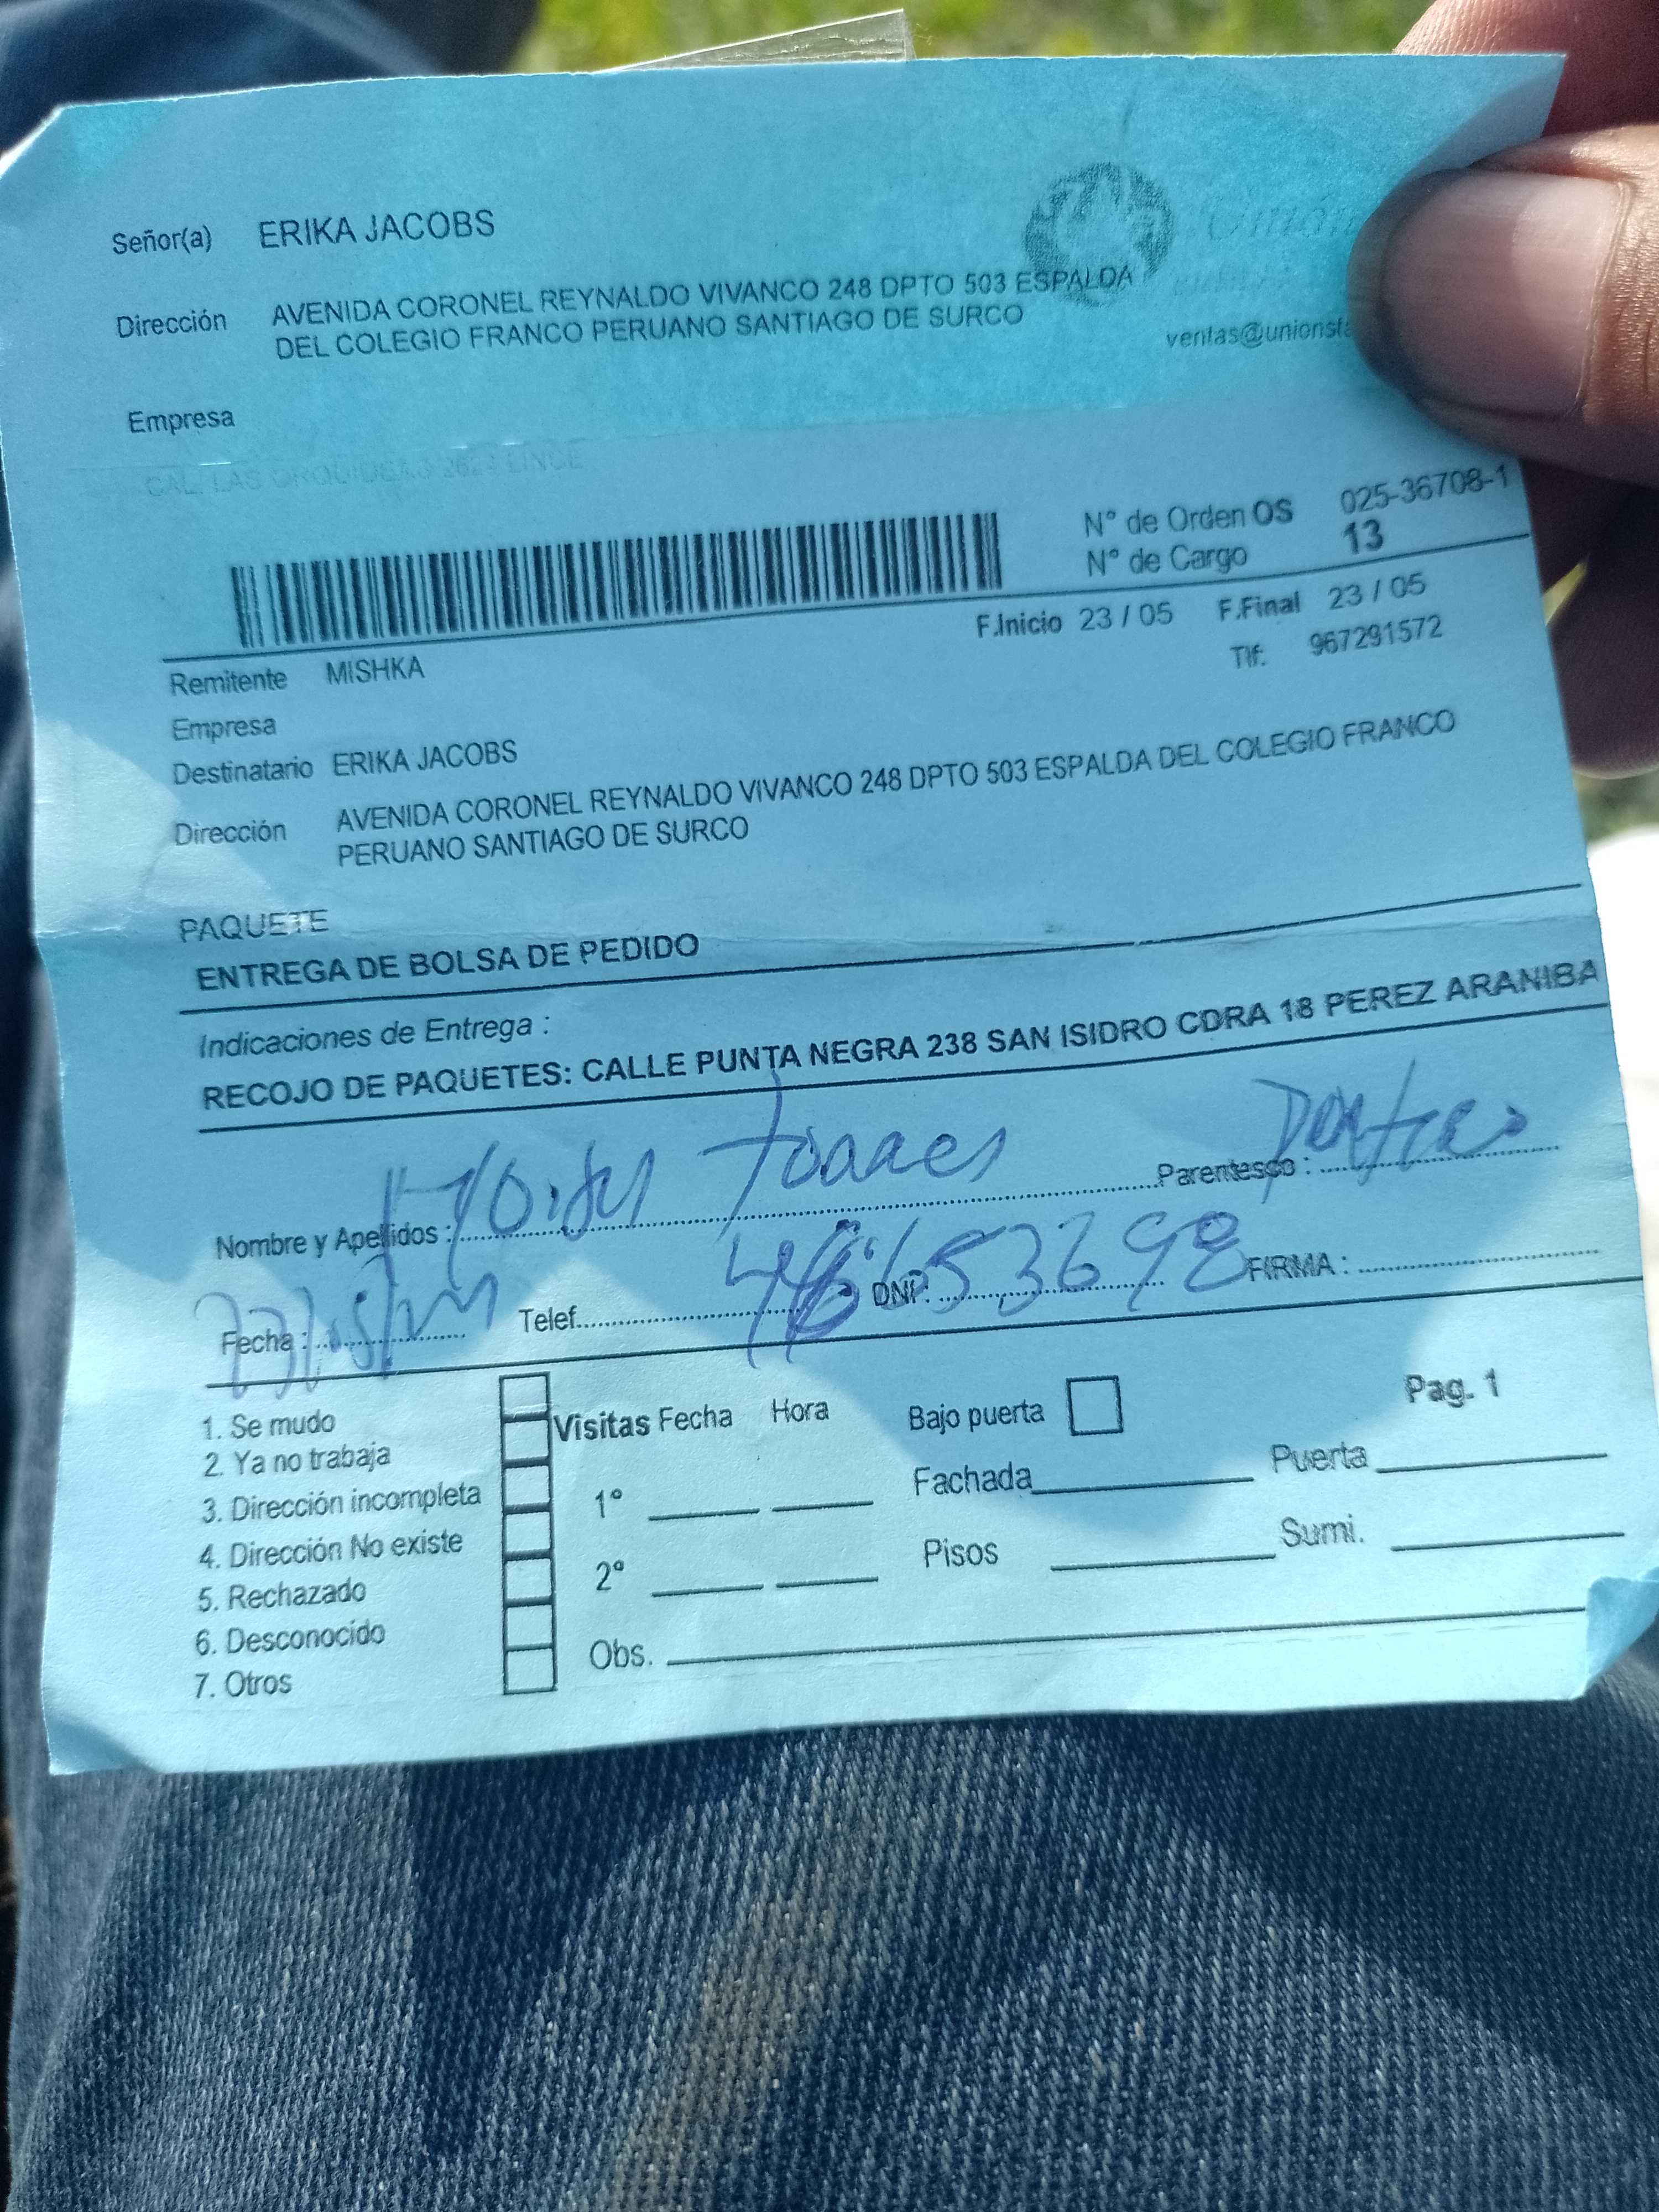 Señor(a) ERIKA JACOBS
Dirección AVENIDA CORONEL REYNALDO VIVANCO 248 DPTO 503 ESPALDA
DEL COLEGIO FRANCO PERUANO SANTIAGO DE SURCO
Unión
ventas@unionsta
Empresa
CAL. LAS LINCE
N° de Orden OS 025-36708-1
N° de Cargo 13
F.Inicio 23 / 05 F.Final 23 / 05
Remitente MISHKA Tlf: 967291572
Empresa
Destinatario ERIKA JACOBS
Dirección AVENIDA CORONEL REYNALDO VIVANCO 248 DPTO 503 ESPALDA DEL COLEGIO FRANCO
PERUANO SANTIAGO DE SURCO
PAQUETE
ENTREGA DE BOLSA DE PEDIDO
Indicaciones de Entrega :
RECOJO DE PAQUETES: CALLE PUNTA NEGRA 238 SAN ISIDRO CDRA 18 PEREZ ARANIBA
Nombre y Apellidos : Parentesco :
Fecha : Telef. DNI: FIRMA :
1. Se mudo
2. Ya no trabaja
3. Dirección incompleta
4. Dirección No existe
5. Rechazado
6. Desconocido
7. Otros
Visitas Fecha Hora Bajo puerta Pag. 1
1° Fachada Puerta
2° Pisos Sumi.
Obs.